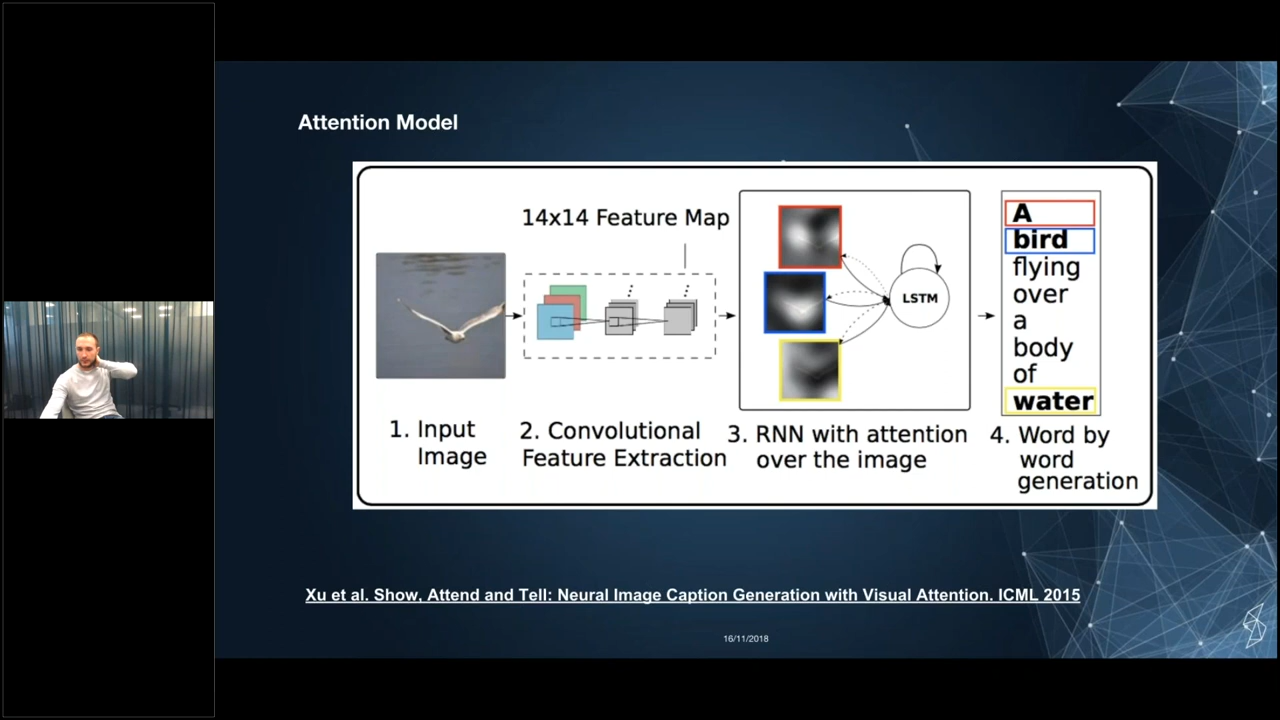 Attention Model
14x14 Feature Map
LSTM
A
bird
flying
over
a
body
of
water
1. Input
Image
2. Convolutional
Feature Extraction
3. RNN with attention
over the image
4. Word by
word
generation
Xu et al. Show, Attend and Tell: Neural Image Caption Generation with Visual Attention. ICML 2015
16/11/2018